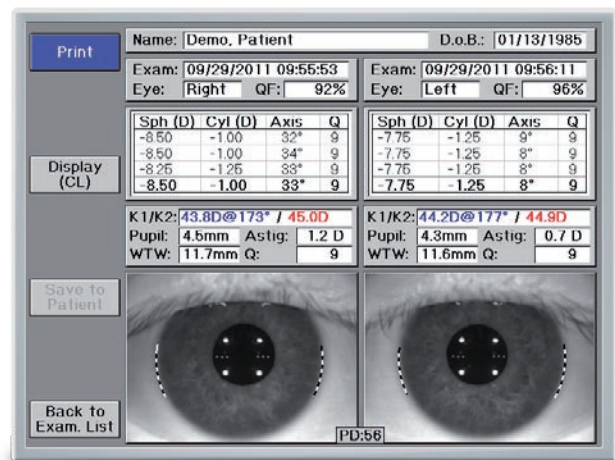 Print
Display
(CL)
Save to
Patient
Back to
Exam. List
Name: Demo, Patient D.o.B.: 01/13/1985
Exam: 09/29/2011 09:55:53
Eye: Right QF: 92%
Sph (D) Cyl (D) Axis Q
-8.50 -1.00 32° 9
-8.50 -1.00 34° 9
-8.25 -1.25 33° 9
-8.50 -1.00 33° 9
K1/K2: 43.8D@173° / 45.0D
Pupil: 4.5mm Astig: 1.2 D
WTW: 11.7mm Q: 9
Exam: 09/29/2011 09:56:11
Eye: Left QF: 96%
Sph (D) Cyl (D) Axis Q
-7.75 -1.25 9° 9
-7.75 -1.25 8° 9
-7.75 -1.25 8° 9
-7.75 -1.25 8° 9
K1/K2: 44.2D@177° / 44.9D
Pupil: 4.3mm Astig: 0.7 D
WTW: 11.6mm Q: 9
PD:56